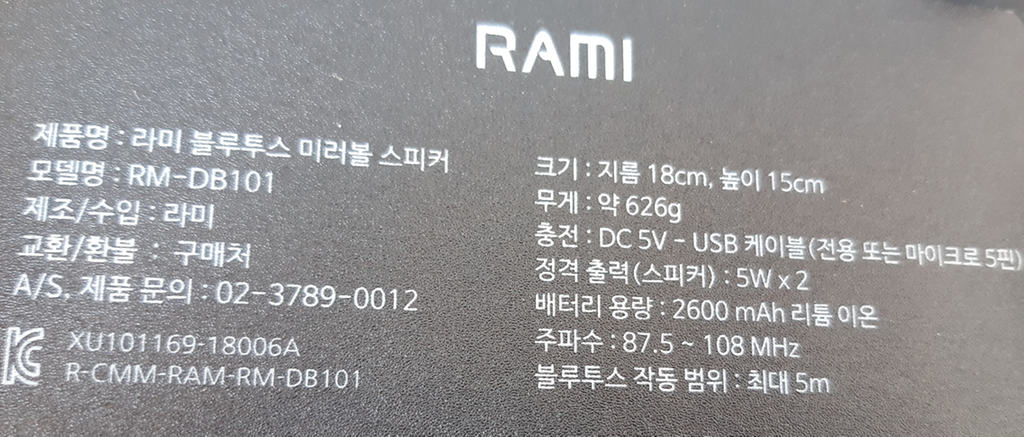 RAMI
제품명 : 라미 블루투스 미러볼 스피커
모델명 : RM-DB101
제조/수입 : 라미
교환/환불 : 구매처
A/S, 제품 문의 : 02-3789-0012
XU101169-18006A
R-CMM-RAM-RM-DB101
크기 : 지름 18cm, 높이 15cm
무게 : 약 626g
충전 : DC 5V - USB 케이블(전용 또는 마이크로 5핀)
정격 출력(스피커) : 5W x 2
배터리 용량 : 2600 mAh 리튬 이온
주파수 : 87.5 ~ 108 MHz
블루투스 작동 범위 : 최대 5m